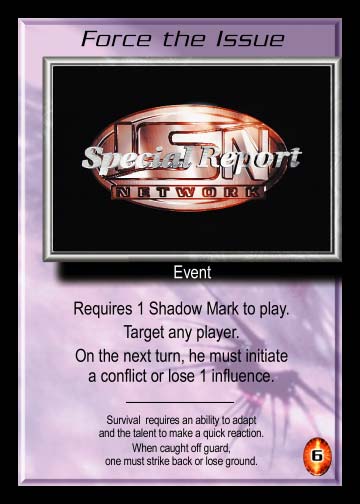 Force the Issue
ISN
Special Report
NETWORK
Event
Requires 1 Shadow Mark to play.
Target any player.
On the next turn, he must initiate
a conflict or lose 1 influence.
Survival requires an ability to adapt
and the talent to make a quick reaction.
When caught off guard,
one must strike back or lose ground.
6